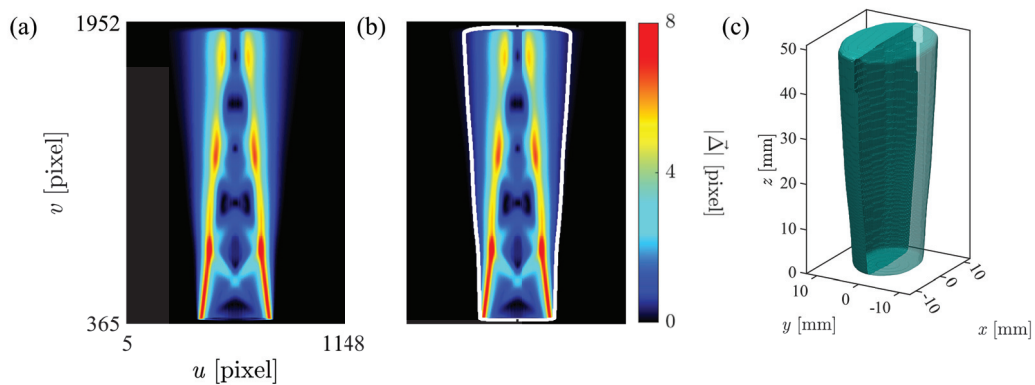 (a)
1952
v [pixel]
365
5
1148
u [pixel]
(b)
8
4
0
|Δ⃗| [pixel]
(c)
50
40
30
20
10
0
z [mm]
10
0
-10
y [mm]
-10
0
10
x [mm]